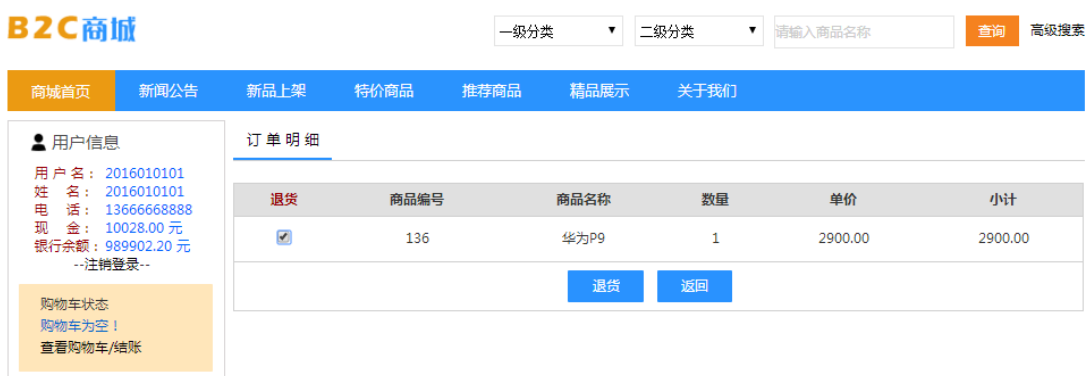 B2C商城
一级分类 二级分类 请输入商品名称 查询 高级搜索
商城首页 新闻公告 新品上架 特价商品 推荐商品 精品展示 关于我们
用户信息
用 户 名： 2016010101
姓 名： 2016010101
电 话： 13666668888
现 金： 10028.00 元
银行余额：989902.20 元
--注销登录--
购物车状态
购物车为空！
查看购物车/结账
订 单 明 细
退货 商品编号 商品名称 数量 单价 小计
136 华为P9 1 2900.00 2900.00
退货 返回